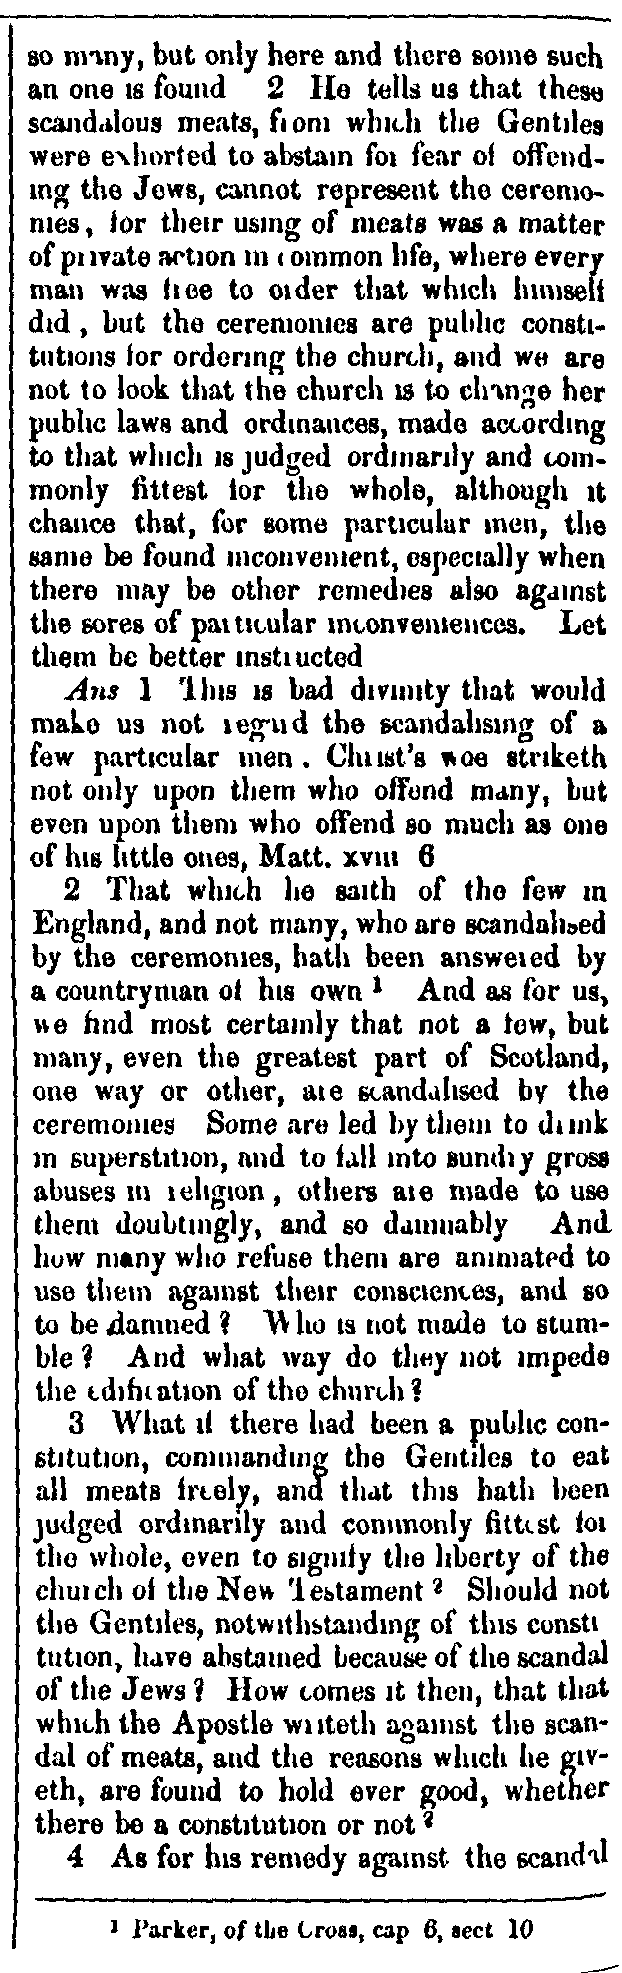 so many, but only here and there some such
an one is found 2 He tells us that these
scandalous meats, from which the Gentiles
were exhorted to abstain for fear of offend-
ing the Jews, cannot represent the ceremo-
nies, for their using of meats was a matter
of private action in common life, where every
man was free to order that which himself
did, but the ceremonies are public consti-
tutions for ordering the church, and we are
not to look that the church is to change her
public laws and ordinances, made according
to that which is judged ordinarily and com-
monly fittest for the whole, although it
chance that, for some particular men, the
same be found inconvenient, especially when
there may be other remedies also against
the sores of particular inconveniences. Let
them be better instructed
Ans 1 This is bad divinity that would
make us not regard the scandalising of a
few particular men. Christ's woe striketh
not only upon them who offend many, but
even upon them who offend so much as one
of his little ones, Matt. xviii 6
2 That which he saith of the few in
England, and not many, who are scandalised
by the ceremonies, hath been answered by
a countryman of his own 1 And as for us,
we find most certainly that not a few, but
many, even the greatest part of Scotland,
one way or other, are scandalised by the
ceremonies Some are led by them to drink
in superstition, and to fall into sundry gross
abuses in religion, others are made to use
them doubtingly, and so damnably And
how many who refuse them are animated to
use them against their consciences, and so
to be damned? Who is not made to stum-
ble? And what way do they not impede
the edification of the church?
3 What if there had been a public con-
stitution, commanding the Gentiles to eat
all meats freely, and that this hath been
judged ordinarily and commonly fittest for
the whole, even to signify the liberty of the
church of the New Testament? Should not
the Gentiles, notwithstanding of this consti
tution, have abstained because of the scandal
of the Jews? How comes it then, that that
which the Apostle writeth against the scan-
dal of meats, and the reasons which he giv-
eth, are found to hold ever good, whether
there be a constitution or not?
4 As for his remedy against the scandal
1 Parker, of the Cross, cap 6, sect 10